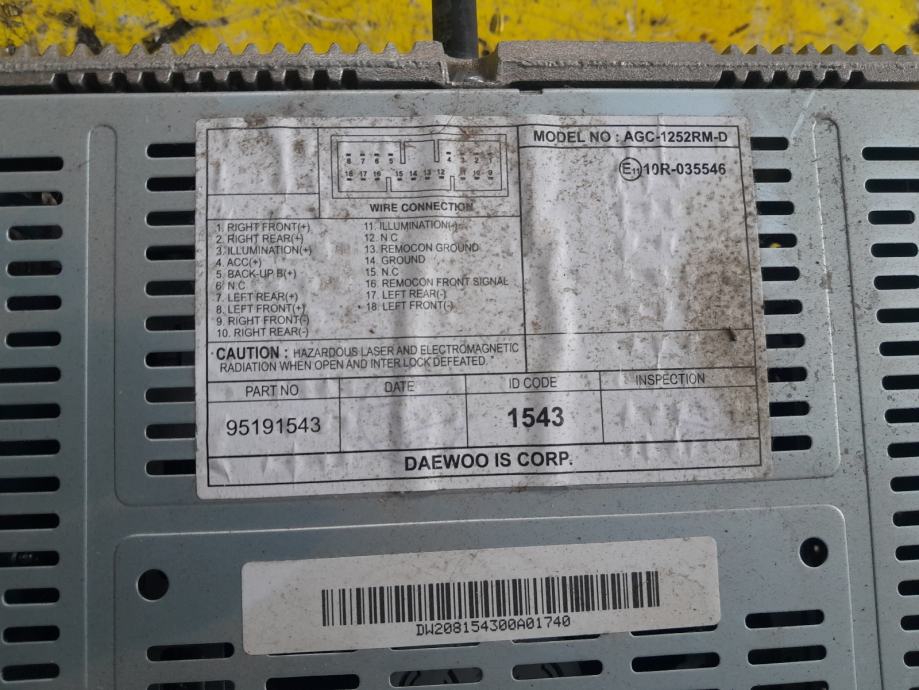 MODEL NO : AGC-1252RM-D
E11 10R-035546
8 7 6 5 4 3 2 1
18 17 16 15 14 13 12 11 10 9
WIRE CONNECTION
1. RIGHT FRONT(+)
2. RIGHT REAR(+)
3. ILLUMINATION(+)
4. ACC(+)
5. BACK-UP B(+)
6. N.C
7. LEFT REAR(+)
8. LEFT FRONT(+)
9. RIGHT FRONT(-)
10. RIGHT REAR(-)
11. ILLUMINATION(-)
12. N.C
13. REMOCON GROUND
14. GROUND
15. N.C
16. REMOCON FRONT SIGNAL
17. LEFT REAR(-)
18. LEFT FRONT(-)
CAUTION : HAZARDOUS LASER AND ELECTROMAGNETIC
RADIATION WHEN OPEN AND INTER LOCK DEFEATED.
PART NO DATE ID CODE INSPECTION
95191543 1543
DAEWOO IS CORP.
DW208154300A01740